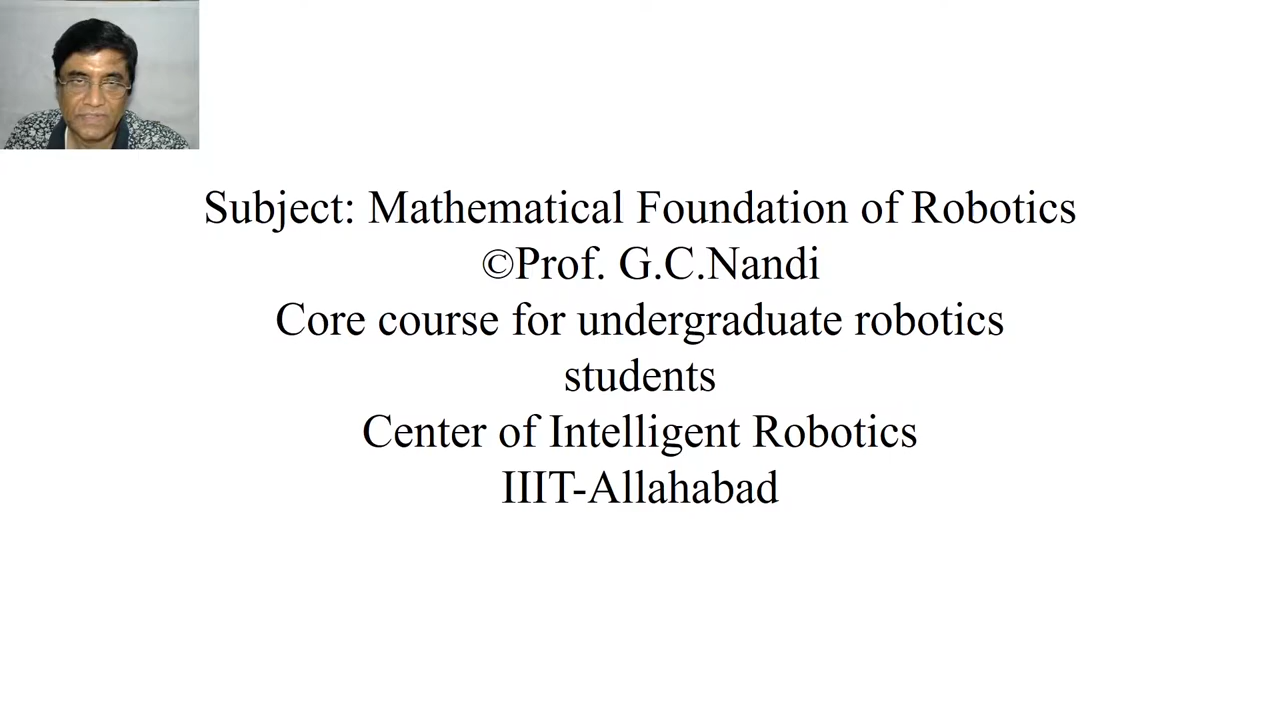 Subject: Mathematical Foundation of Robotics
©Prof. G.C.Nandi
Core course for undergraduate robotics
students
Center of Intelligent Robotics
IIIT-Allahabad